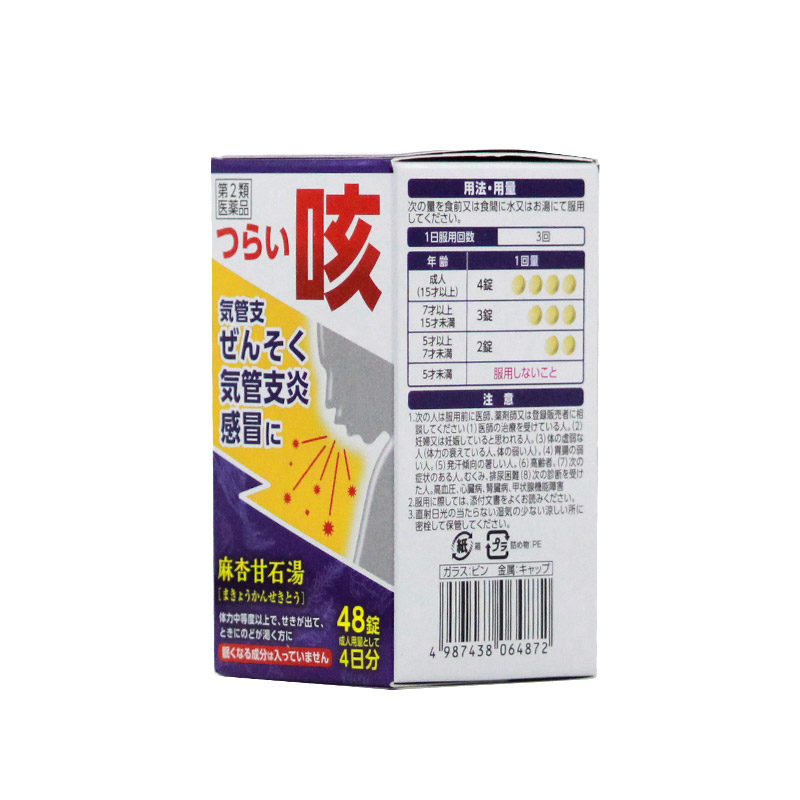 第2類
医薬品
つらい
咳
気管支
ぜんそく
気管支炎
感冒に
麻杏甘石湯
[まきょうかんせきとう]
体力中等度以上で、せきが出て、
ときにのどが渇く方に
眠くなる成分は入っていません
48錠
成人用量として
4日分
用法・用量
次の量を食前又は食間に水又はお湯にて服用
してください。
1日服用回数 3回
年齢 1回量
成人
(15才以上) 4錠
7才以上
15才未満 3錠
5才以上
7才未満 2錠
5才未満 服用しないこと
注意
1.次の人は服用前に医師、薬剤師又は登録販売者に相
談してください(1)医師の治療を受けている人。(2)
妊婦又は妊娠していると思われる人。(3)体の虚弱な
人(体力の衰えている人、体の弱い人)。(4)胃腸の弱
い人。(5)発汗傾向の著しい人。(6)高齢者。(7)次の
症状のある人。むくみ、排尿困難(8)次の診断を受け
た人。高血圧、心臓病、腎臓病、甲状腺機能障害
2.服用に際しては、添付文書をよくお読みください。
3.直射日光の当たらない湿気の少ない涼しい所に
密栓して保管してください。
紙 箱 プラ 詰め物:PE
ガラス:ビン 金属:キャップ
4 987438 064872